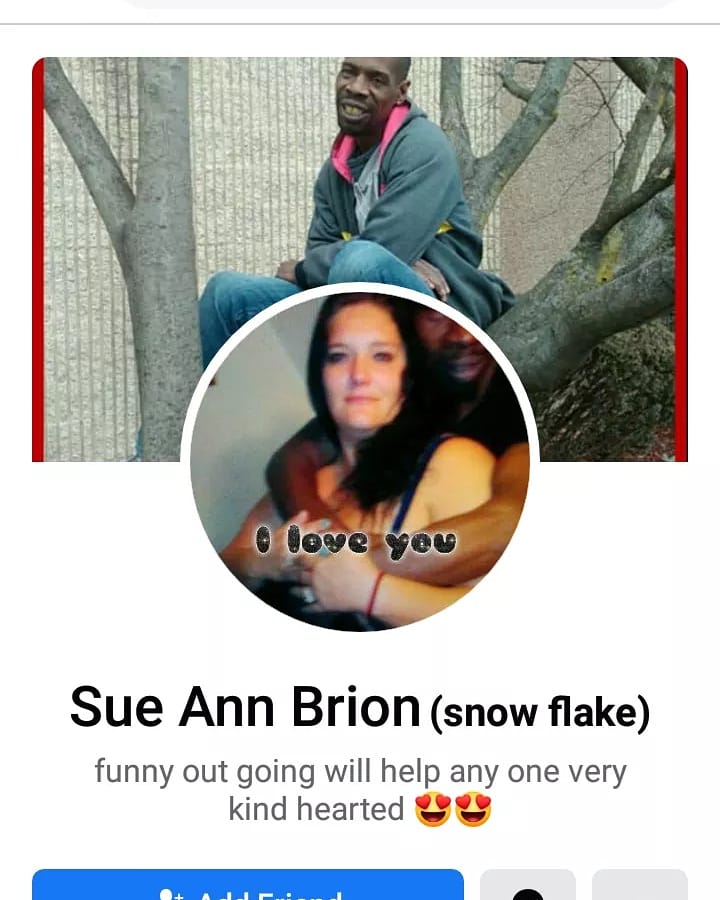 I love you
Sue Ann Brion (snow flake)
funny out going will help any one very
kind hearted 😍😍
Add Friend